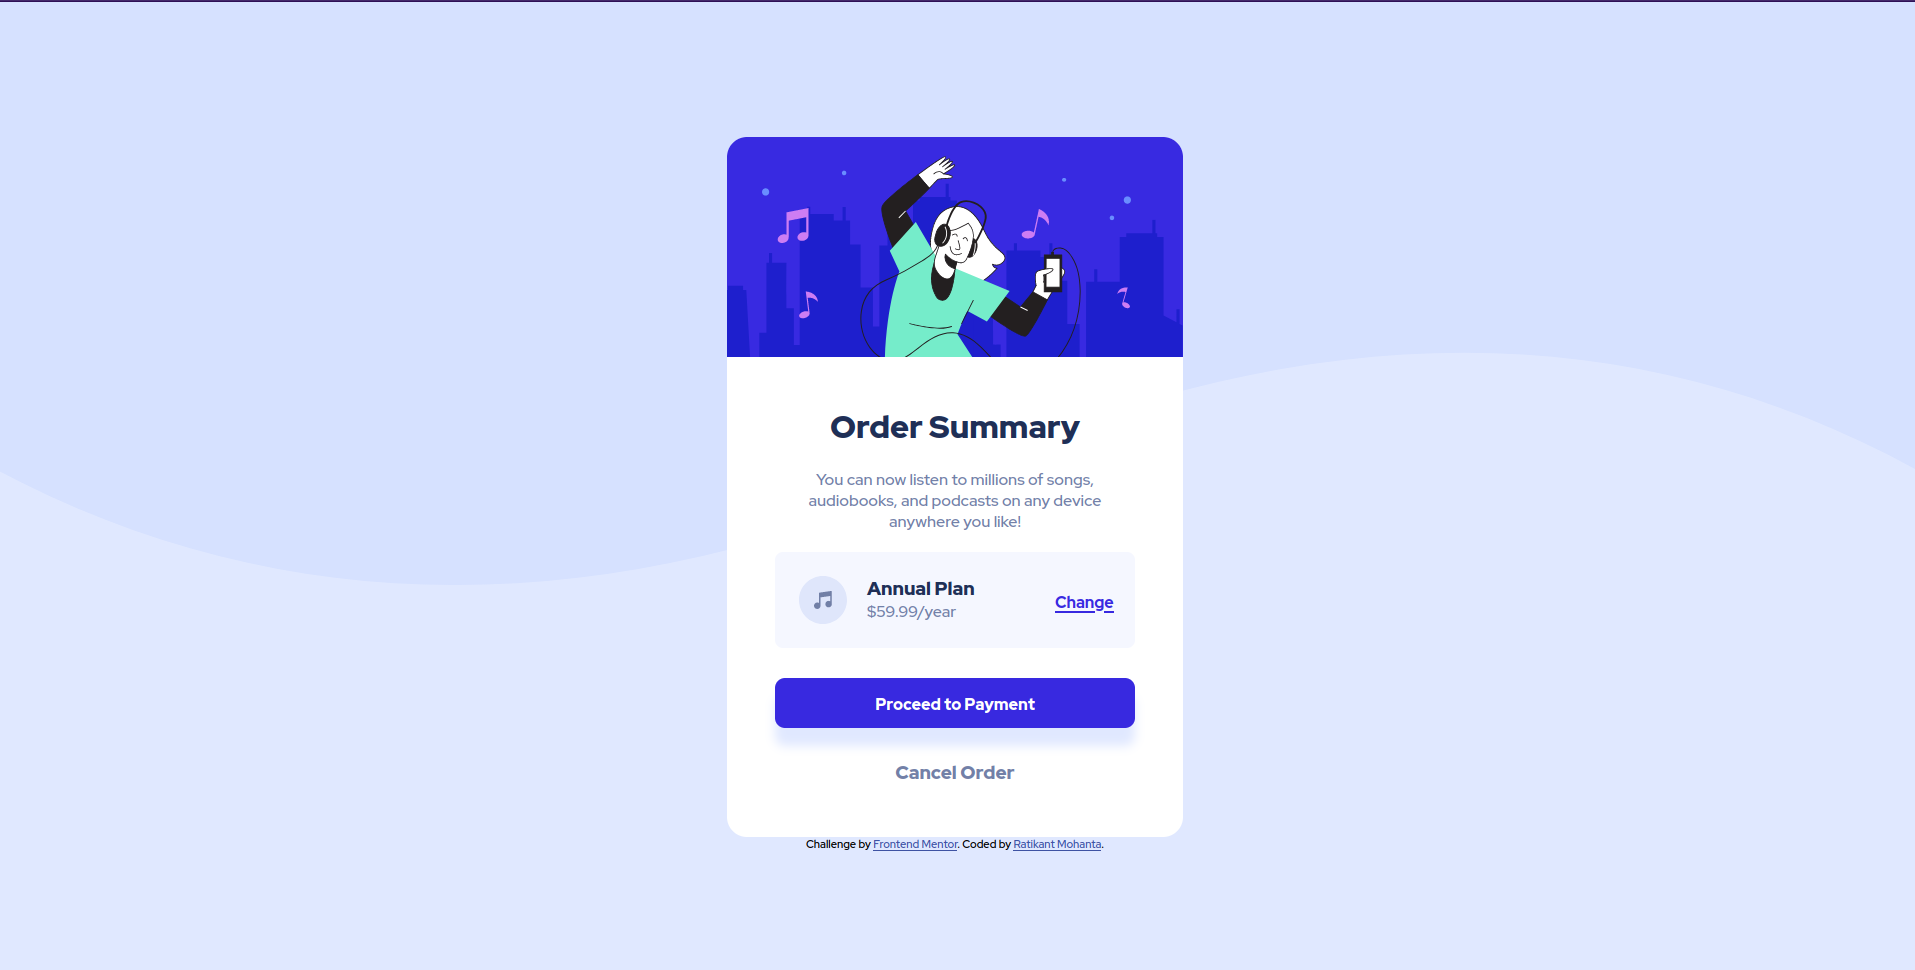 Order Summary
You can now listen to millions of songs,
audiobooks, and podcasts on any device
anywhere you like!
Annual Plan
$59.99/year
Change
Proceed to Payment
Cancel Order
Challenge by Frontend Mentor. Coded by Ratikant Mohanta.